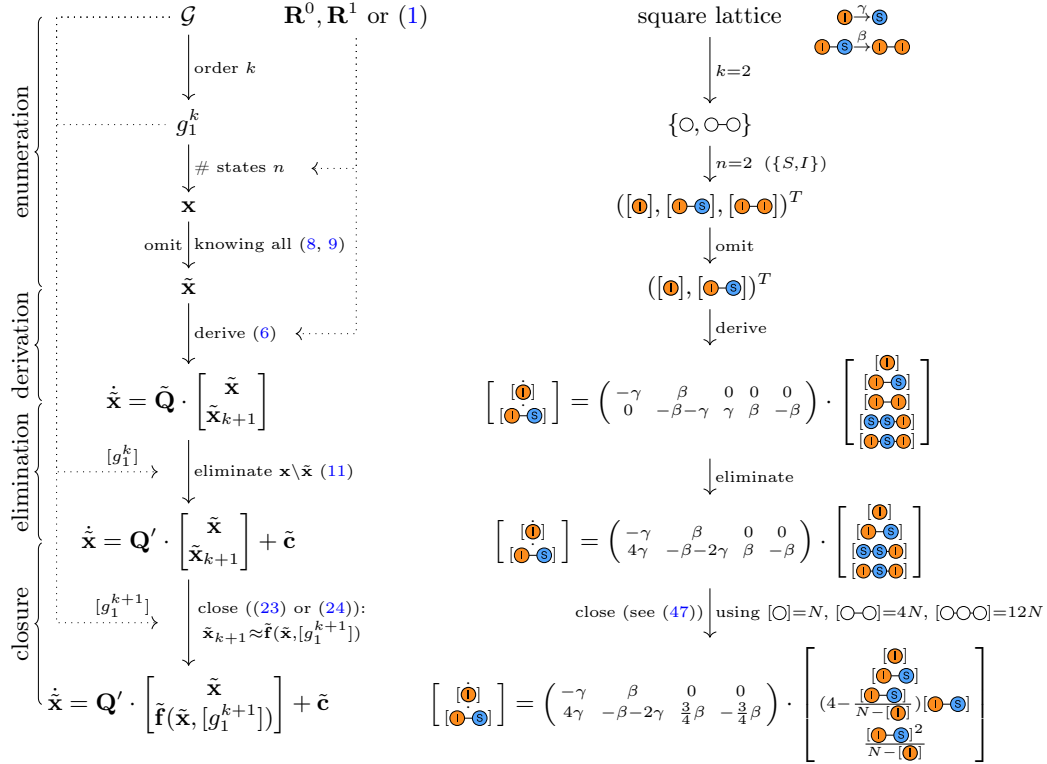 𝒢 R⁰, R¹ or (1) square lattice I →γ S
I–S →β I–I
order k k=2
g₁ᵏ {○, ○–○}
# states n n=2 ({S,I})
x ([I], [I–S], [I–I])ᵀ
omit knowing all (8, 9) omit
x̃ ([I], [I–S])ᵀ
derive (6) derive
ẋ̃ = Q̃ · [x̃; x̃ₖ₊₁] [[İ]; [I–̇S]] = (−γ β 0 0 0; 0 −β−γ γ β −β) · [[I]; [I–S]; [I–I]; [S–S–I]; [I–S–I]]
[g₁ᵏ] eliminate x\x̃ (11) eliminate
ẋ̃ = Q′ · [x̃; x̃ₖ₊₁] + c̃ [[İ]; [I–̇S]] = (−γ β 0 0; 4γ −β−2γ β −β) · [[I]; [I–S]; [S–S–I]; [I–S–I]]
[g₁ᵏ⁺¹] close ((23) or (24)): close (see (47)) using [○]=N, [○–○]=4N, [○–○–○]=12N
x̃ₖ₊₁≈f̃(x̃,[g₁ᵏ⁺¹])
ẋ̃ = Q′ · [x̃; f̃(x̃, [g₁ᵏ⁺¹])] + c̃ [[İ]; [I–̇S]] = (−γ β 0 0; 4γ −β−2γ ¾β −¾β) · [[I]; [I–S]; (4−[I–S]/(N−[I]))[I–S]; [I–S]²/(N−[I])]
enumeration
derivation
elimination
closure